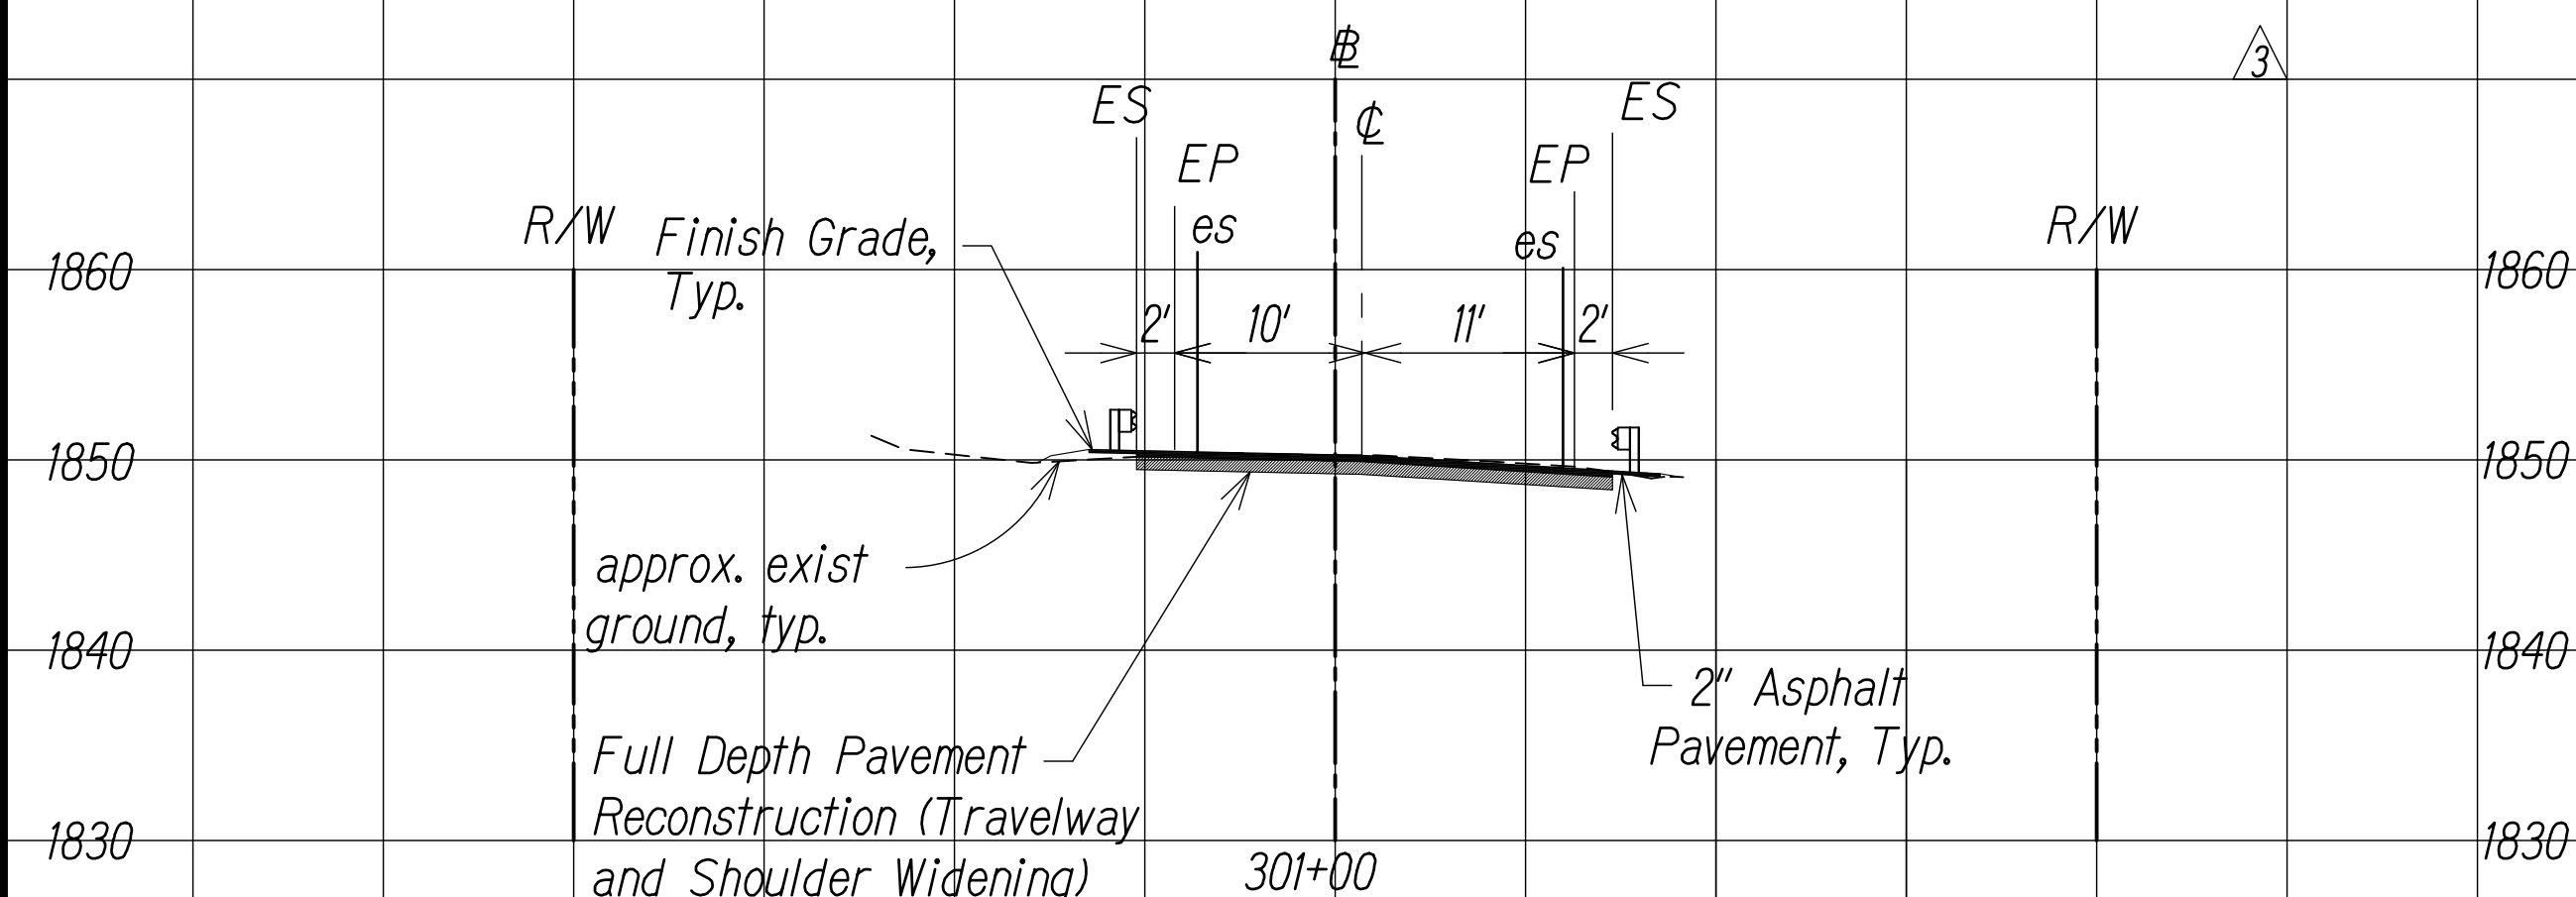 ℄
3
ES
ES
℄
EP
EP
R/W
Finish Grade,
Typ.
es
es
R/W
1860
1860
2'
10'
11'
2'
1850
1850
approx. exist
ground, typ.
1840
1840
2" Asphalt
Pavement, Typ.
Full Depth Pavement
Reconstruction (Travelway
and Shoulder Widening)
1830
1830
301+00